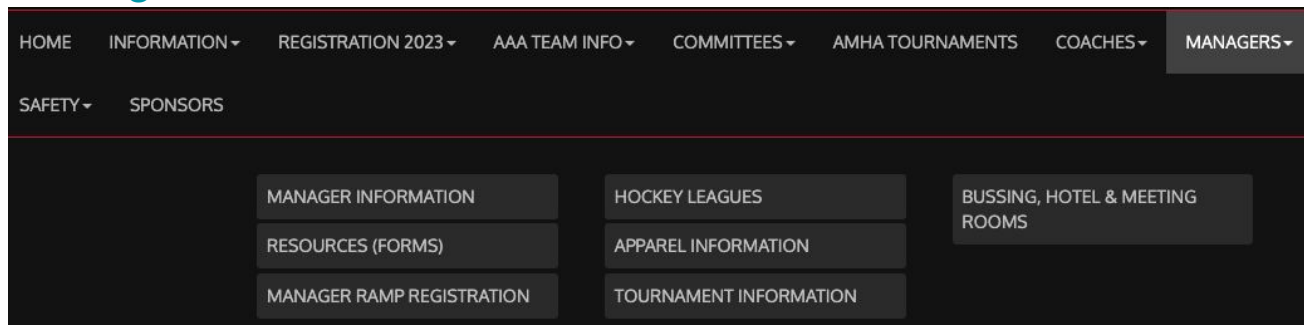 HOME INFORMATION REGISTRATION 2023 AAA TEAM INFO COMMITTEES AMHA TOURNAMENTS COACHES MANAGERS
SAFETY SPONSORS
MANAGER INFORMATION
RESOURCES (FORMS)
MANAGER RAMP REGISTRATION
HOCKEY LEAGUES
APPAREL INFORMATION
TOURNAMENT INFORMATION
BUSSING, HOTEL & MEETING
ROOMS